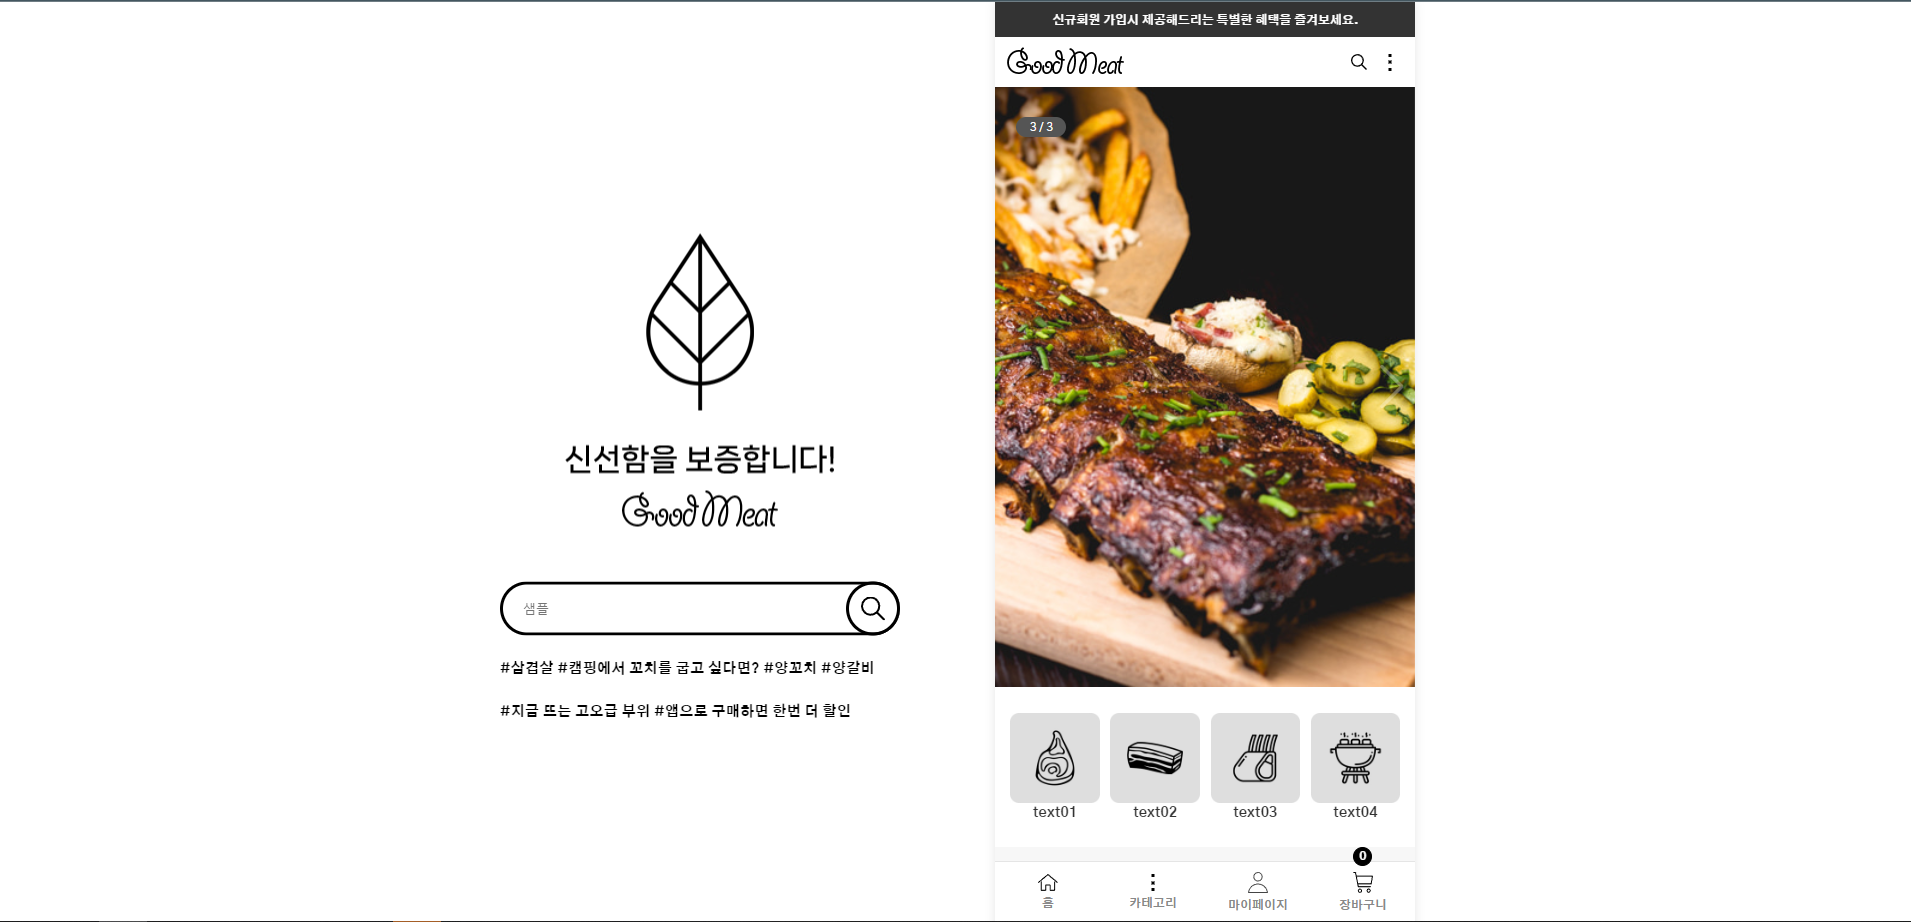 신규회원 가입시 제공해드리는 특별한 혜택을 즐겨보세요.
Good Meat
3 / 3
신선함을 보증합니다!
Good Meat
샘플
#삼겹살 #캠핑에서 꼬치를 굽고 싶다면? #양꼬치 #양갈비
#지금 뜨는 고오급 부위 #앱으로 구매하면 한번 더 할인
text01
text02
text03
text04
0
홈
카테고리
마이페이지
장바구니